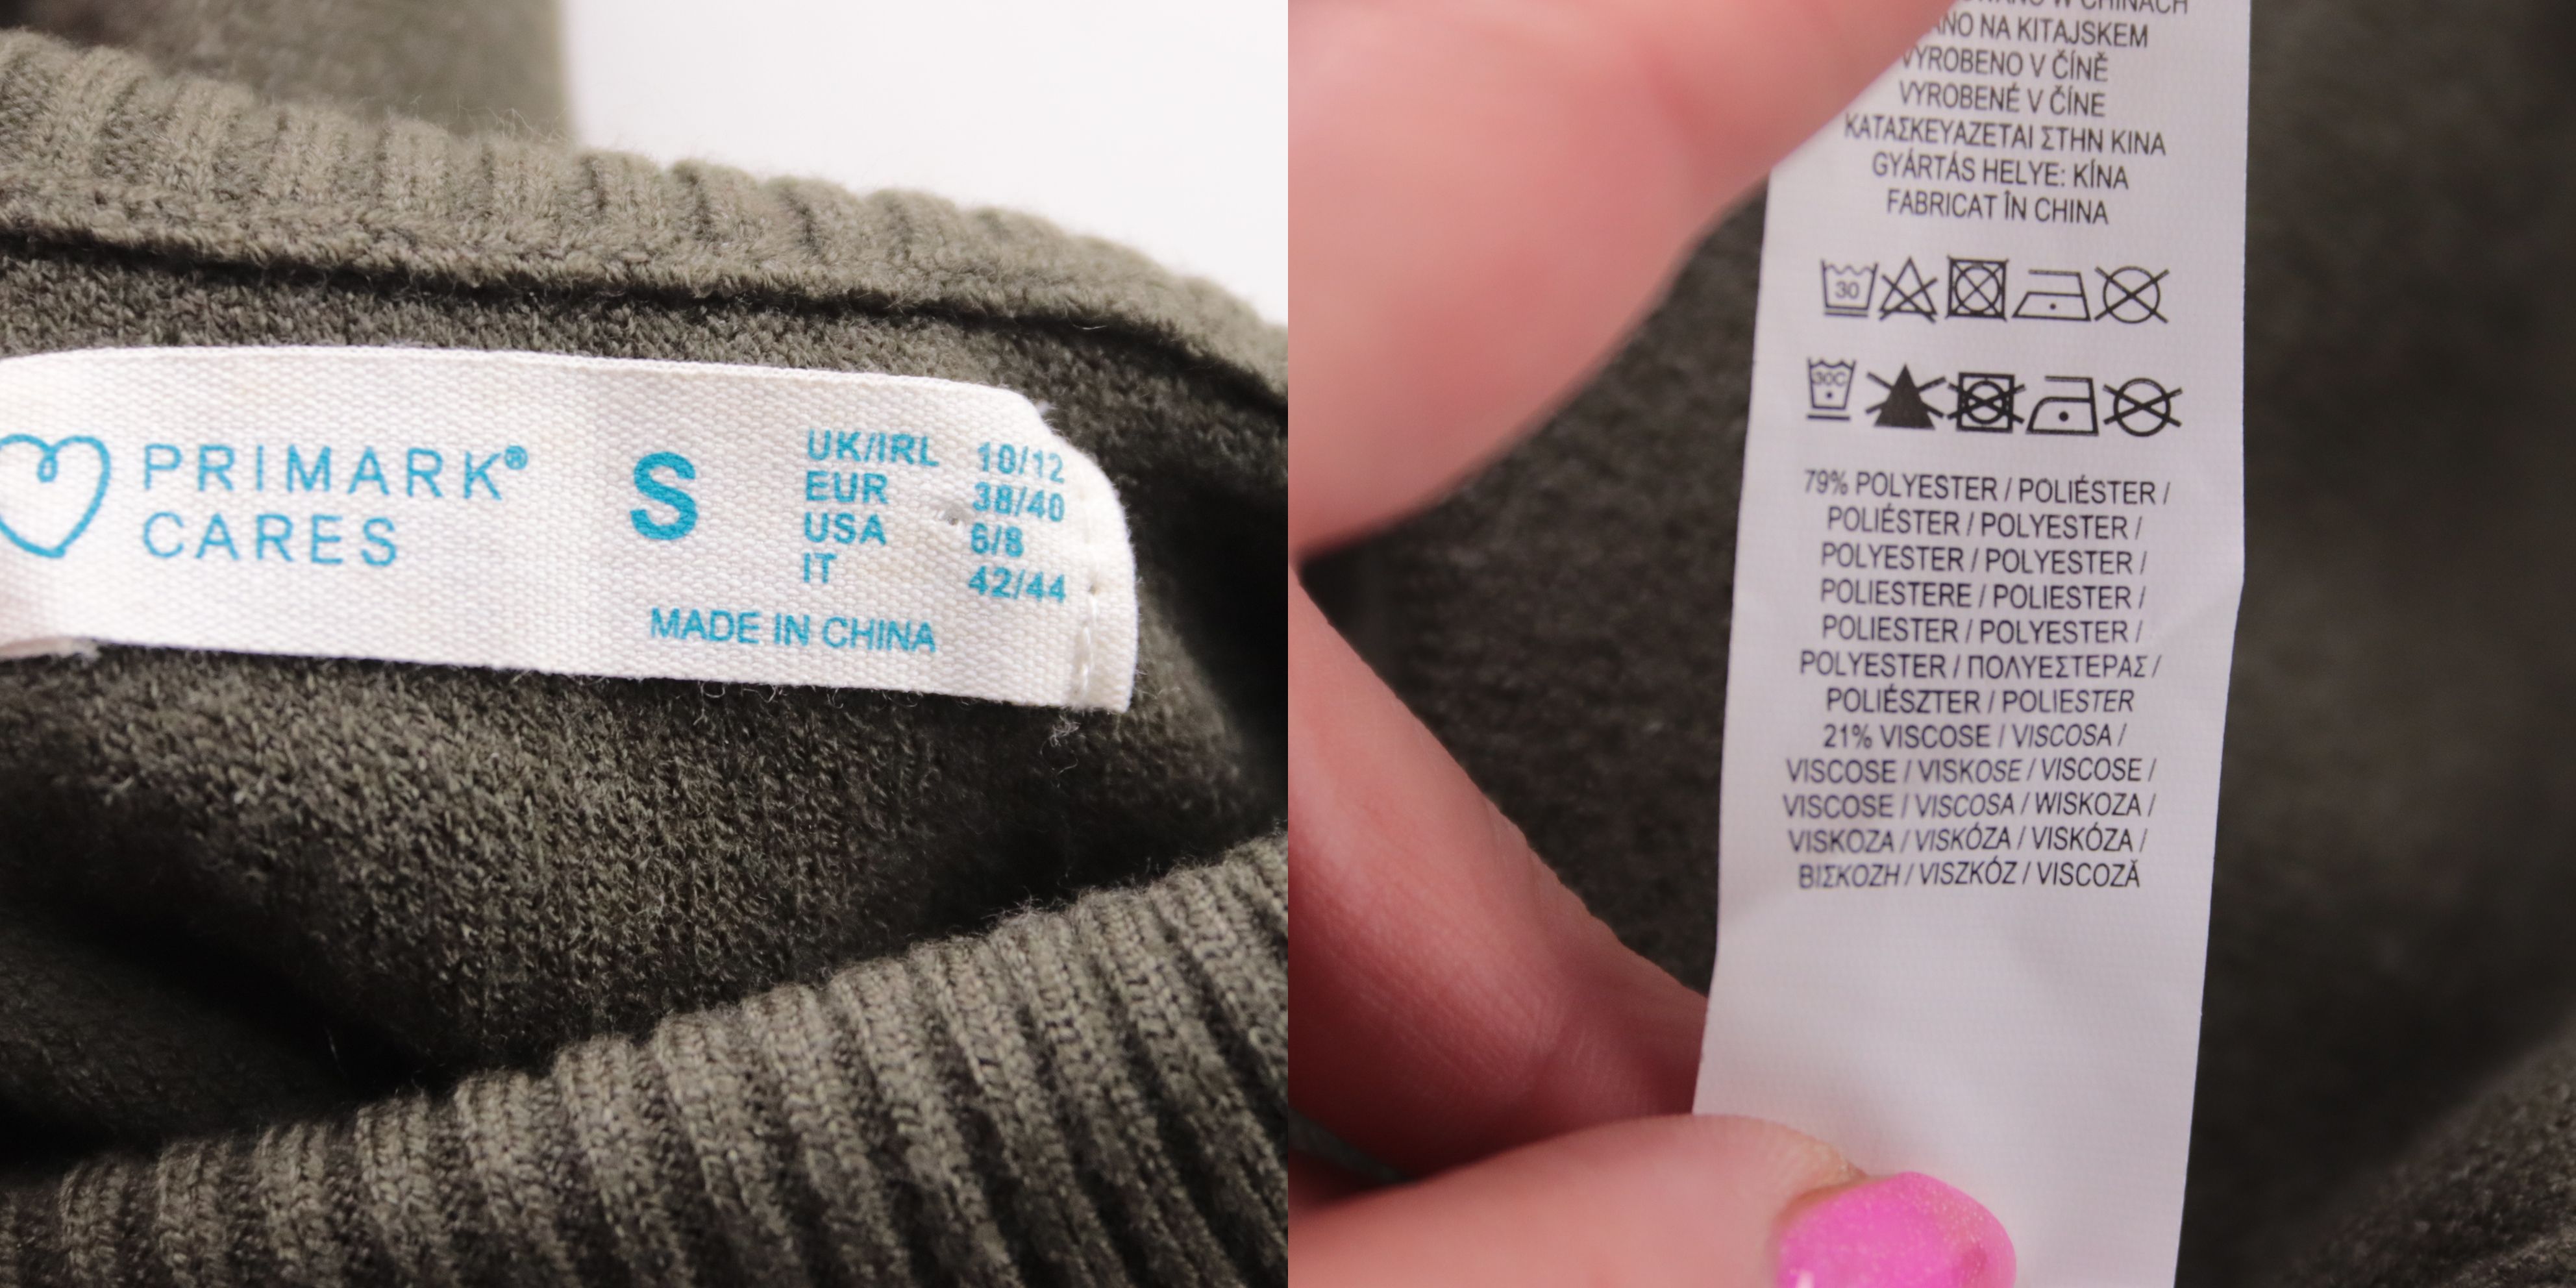 PRIMARK®
CARES
S
UK/IRL 10/12
EUR 38/40
USA 6/8
IT 42/44
MADE IN CHINA
W CHINACH
NA KITAJSKEM
VYROBENO V ČÍNĚ
VYROBENÉ V ČÍNE
ΚΑΤΑΣΚΕΥΑΖΕΤΑΙ ΣΤΗΝ ΚΙΝΑ
GYÁRTÁS HELYE: KÍNA
FABRICAT ÎN CHINA
30
30C
79% POLYESTER / POLIÉSTER /
POLIÉSTER / POLYESTER /
POLYESTER / POLYESTER /
POLIESTERE / POLIESTER /
POLIESTER / POLYESTER /
POLYESTER / ΠΟΛΥΕΣΤΕΡΑΣ /
POLIÉSZTER / POLIESTER
21% VISCOSE / VISCOSA /
VISCOSE / VISKOSE / VISCOSE /
VISCOSE / VISCOSA / WISKOZA /
VISKOZA / VISKÓZA / VISKÓZA /
ΒΙΣΚΟΖΗ / VISZKÓZ / VISCOZĂ